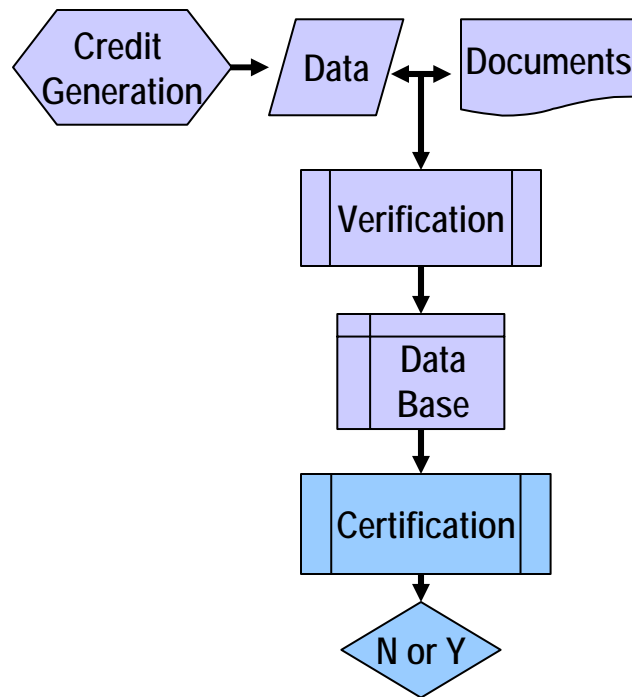 Credit
Generation
Data
Documents
Verification
Data
Base
Certification
N or Y